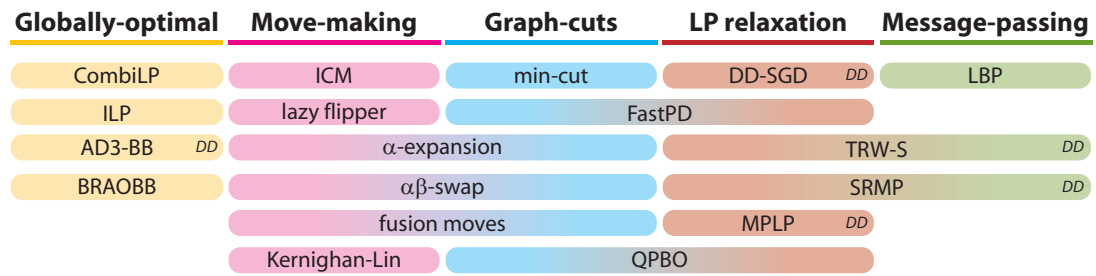 Globally-optimal Move-making Graph-cuts LP relaxation Message-passing
CombiLP ICM min-cut DD-SGD DD LBP
ILP lazy flipper FastPD
AD3-BB DD α-expansion TRW-S DD
BRAOBB αβ-swap SRMP DD
fusion moves MPLP DD
Kernighan-Lin QPBO